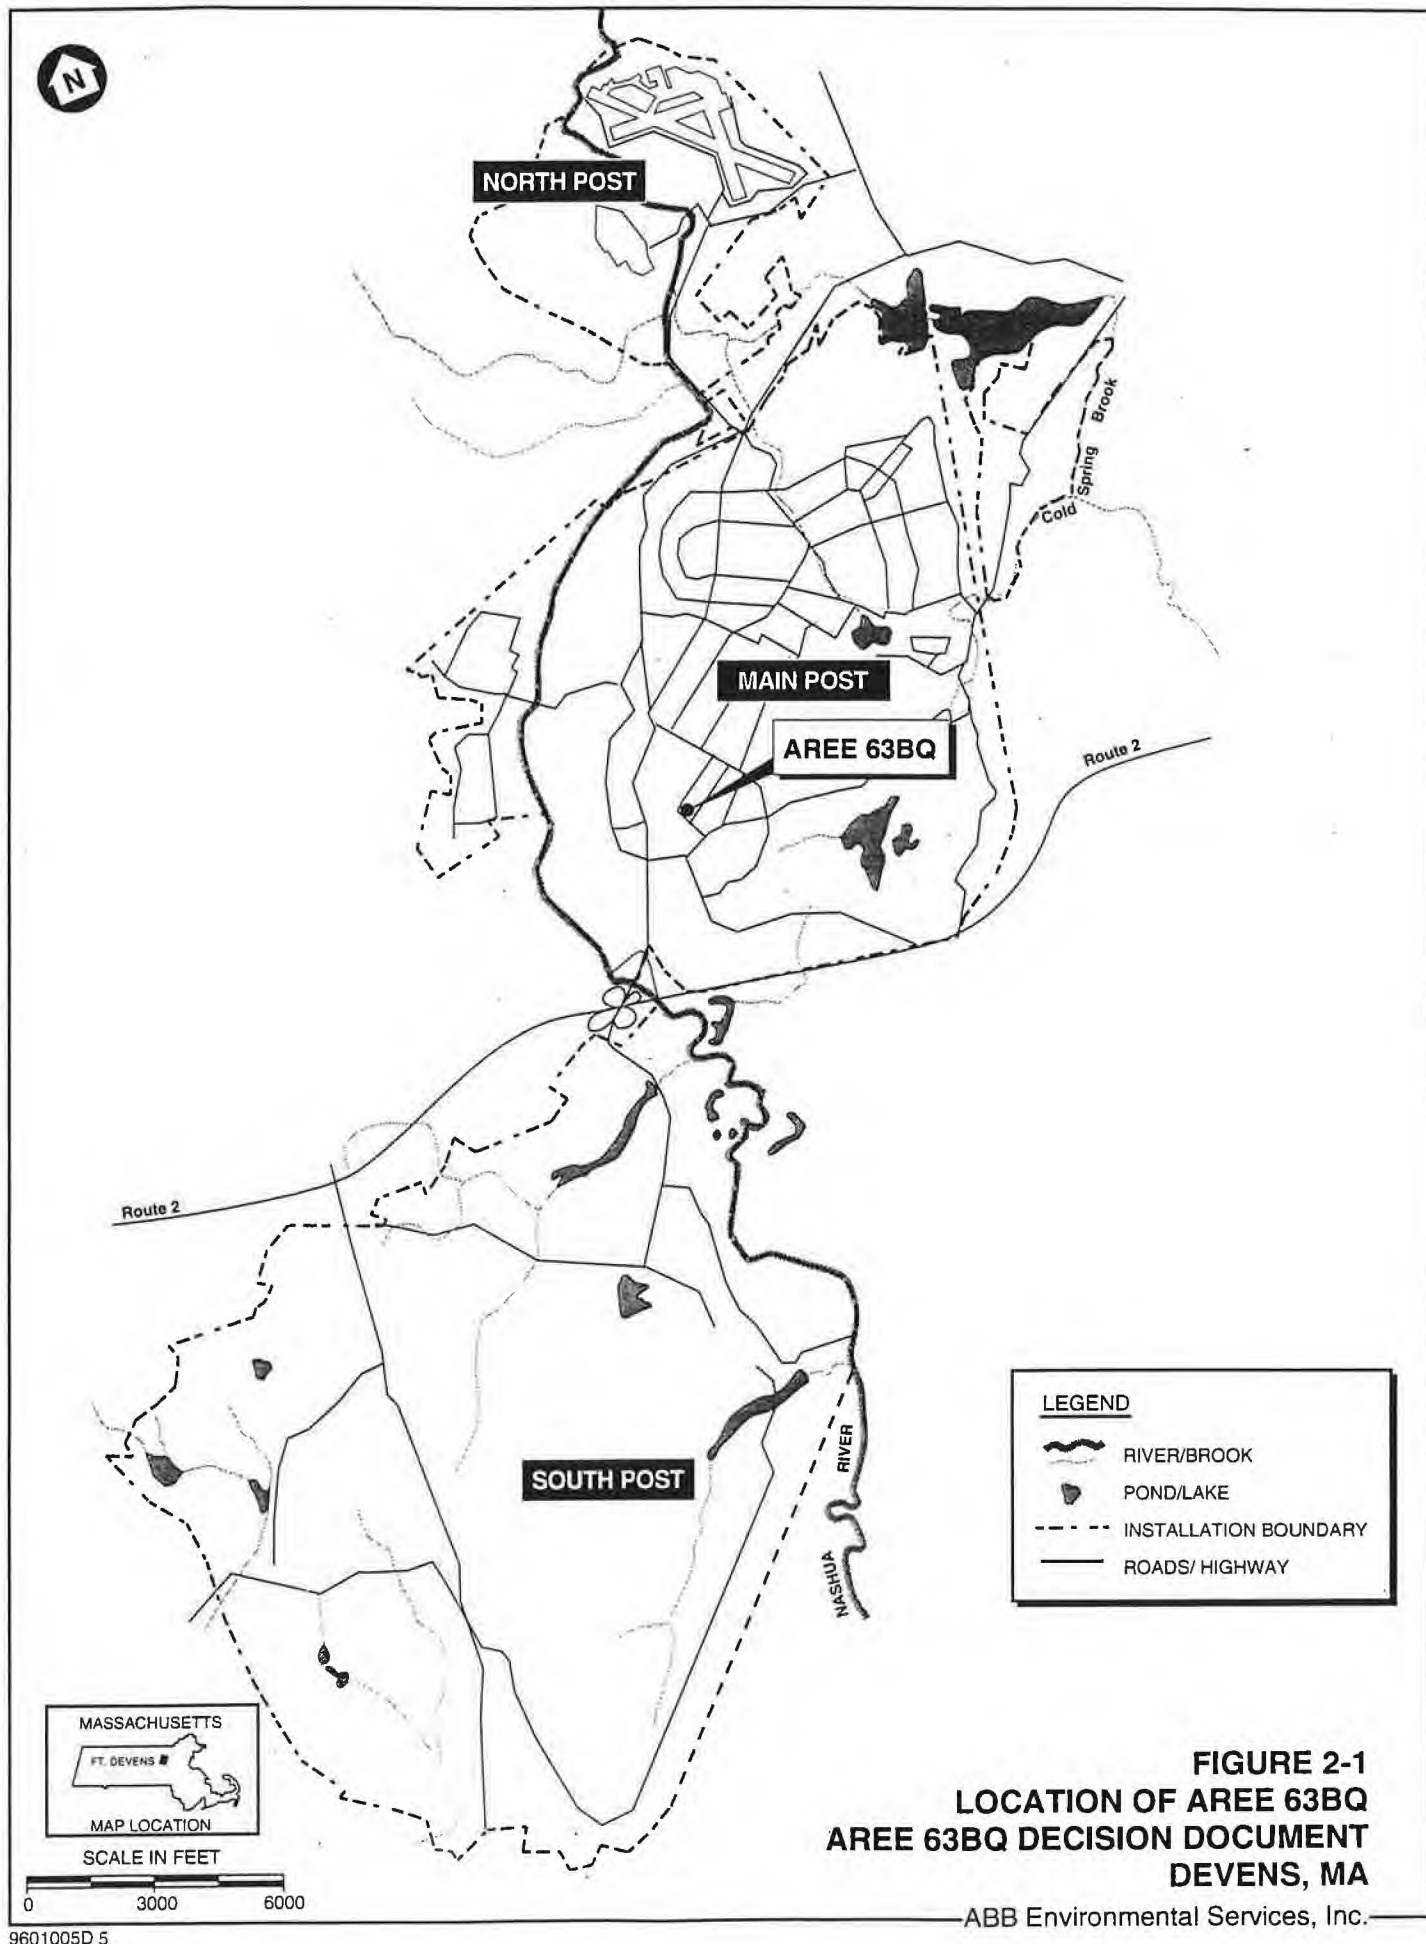 N
NORTH POST
Cold Spring Brook
MAIN POST
AREE 63BQ
Route 2
Route 2
SOUTH POST
NASHUA RIVER
LEGEND
RIVER/BROOK
POND/LAKE
INSTALLATION BOUNDARY
ROADS/ HIGHWAY
MASSACHUSETTS
FT. DEVENS
MAP LOCATION
SCALE IN FEET
0 3000 6000
FIGURE 2-1
LOCATION OF AREE 63BQ
AREE 63BQ DECISION DOCUMENT
DEVENS, MA
ABB Environmental Services, Inc.
9601005D 5